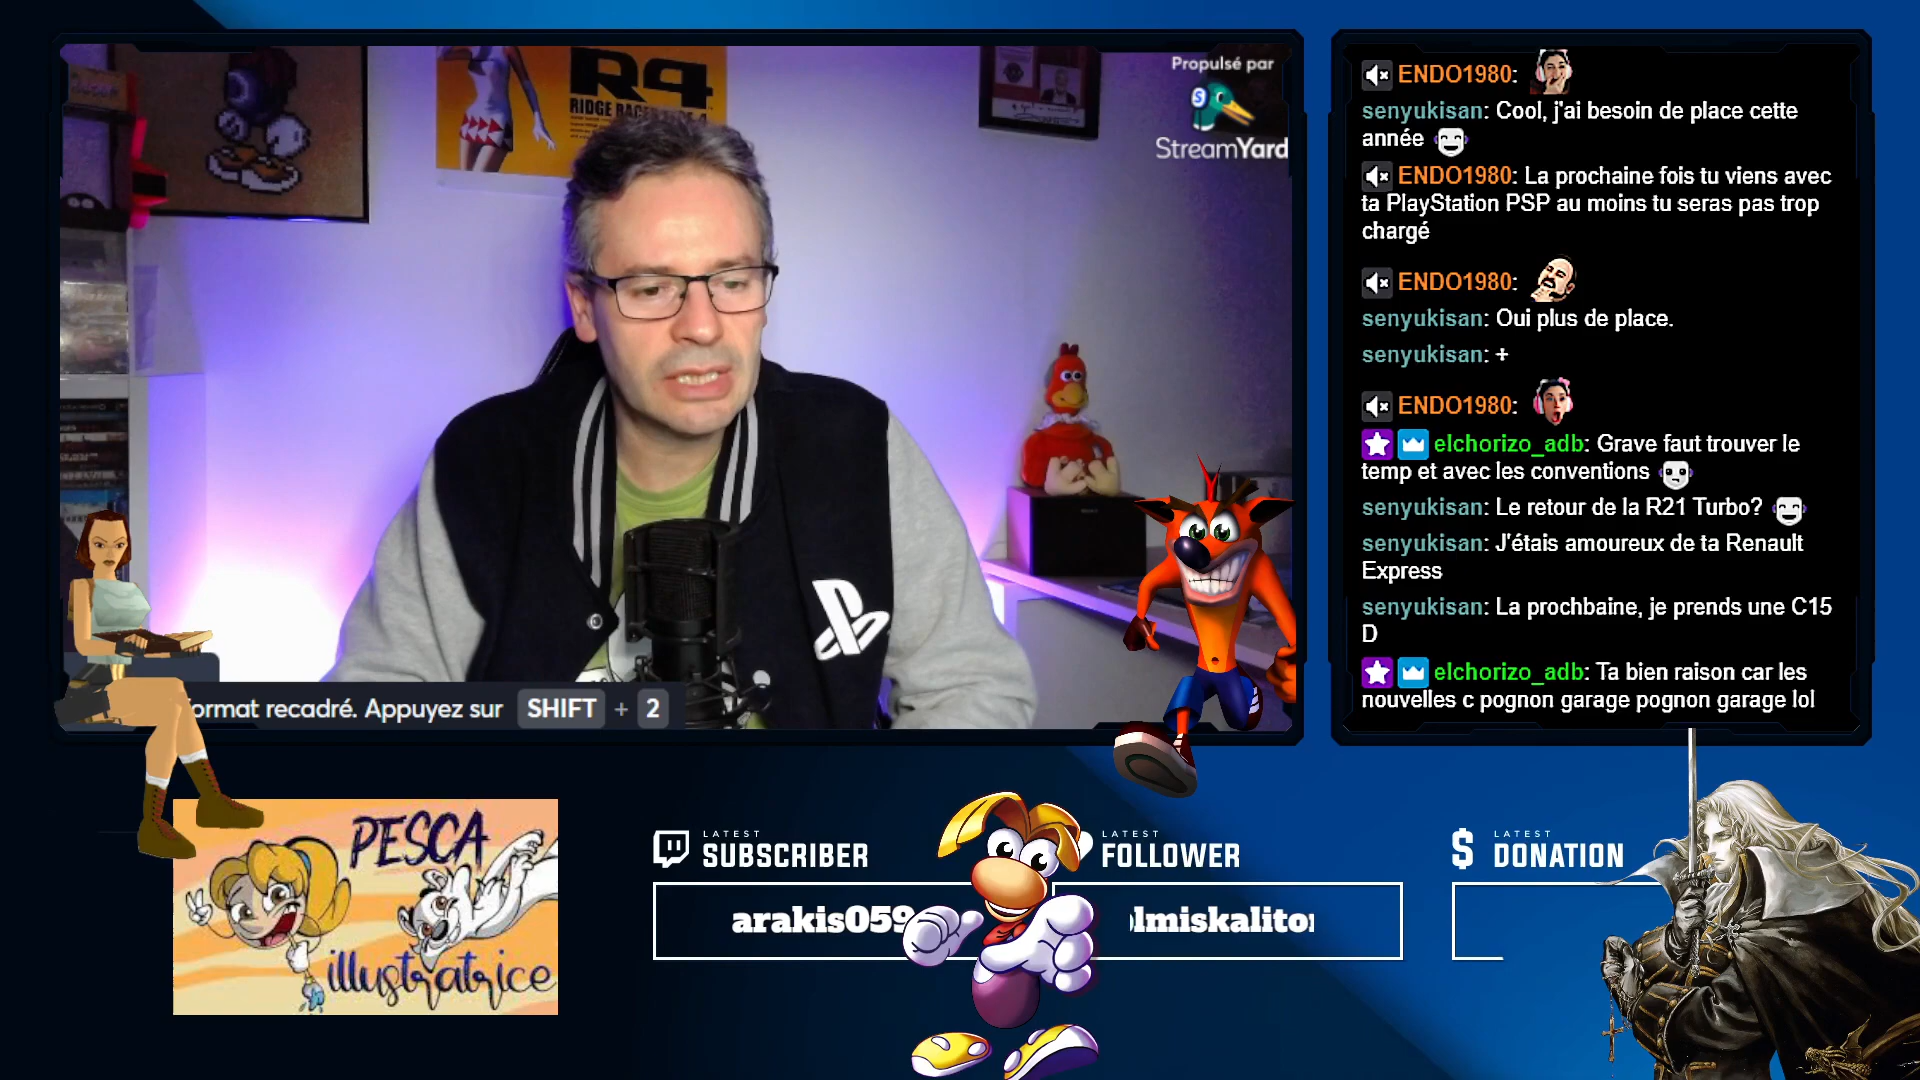 R4
RIDGE RACER TYPE 4
Propulsé par
StreamYard
ormat recadré. Appuyez sur SHIFT + 2
ENDO1980:
senyukisan: Cool, j'ai besoin de place cette
année
ENDO1980: La prochaine fois tu viens avec
ta PlayStation PSP au moins tu seras pas trop
chargé
ENDO1980:
senyukisan: Oui plus de place.
senyukisan: +
ENDO1980:
elchorizo_adb: Grave faut trouver le
temp et avec les conventions
senyukisan: Le retour de la R21 Turbo?
senyukisan: J'étais amoureux de ta Renault
Express
senyukisan: La prochbaine, je prends une C15
D
elchorizo_adb: Ta bien raison car les
nouvelles c pognon garage pognon garage lol
PESCA
illustratrice
LATEST
SUBSCRIBER
arakis059
LATEST
FOLLOWER
olmiskalito
LATEST
DONATION